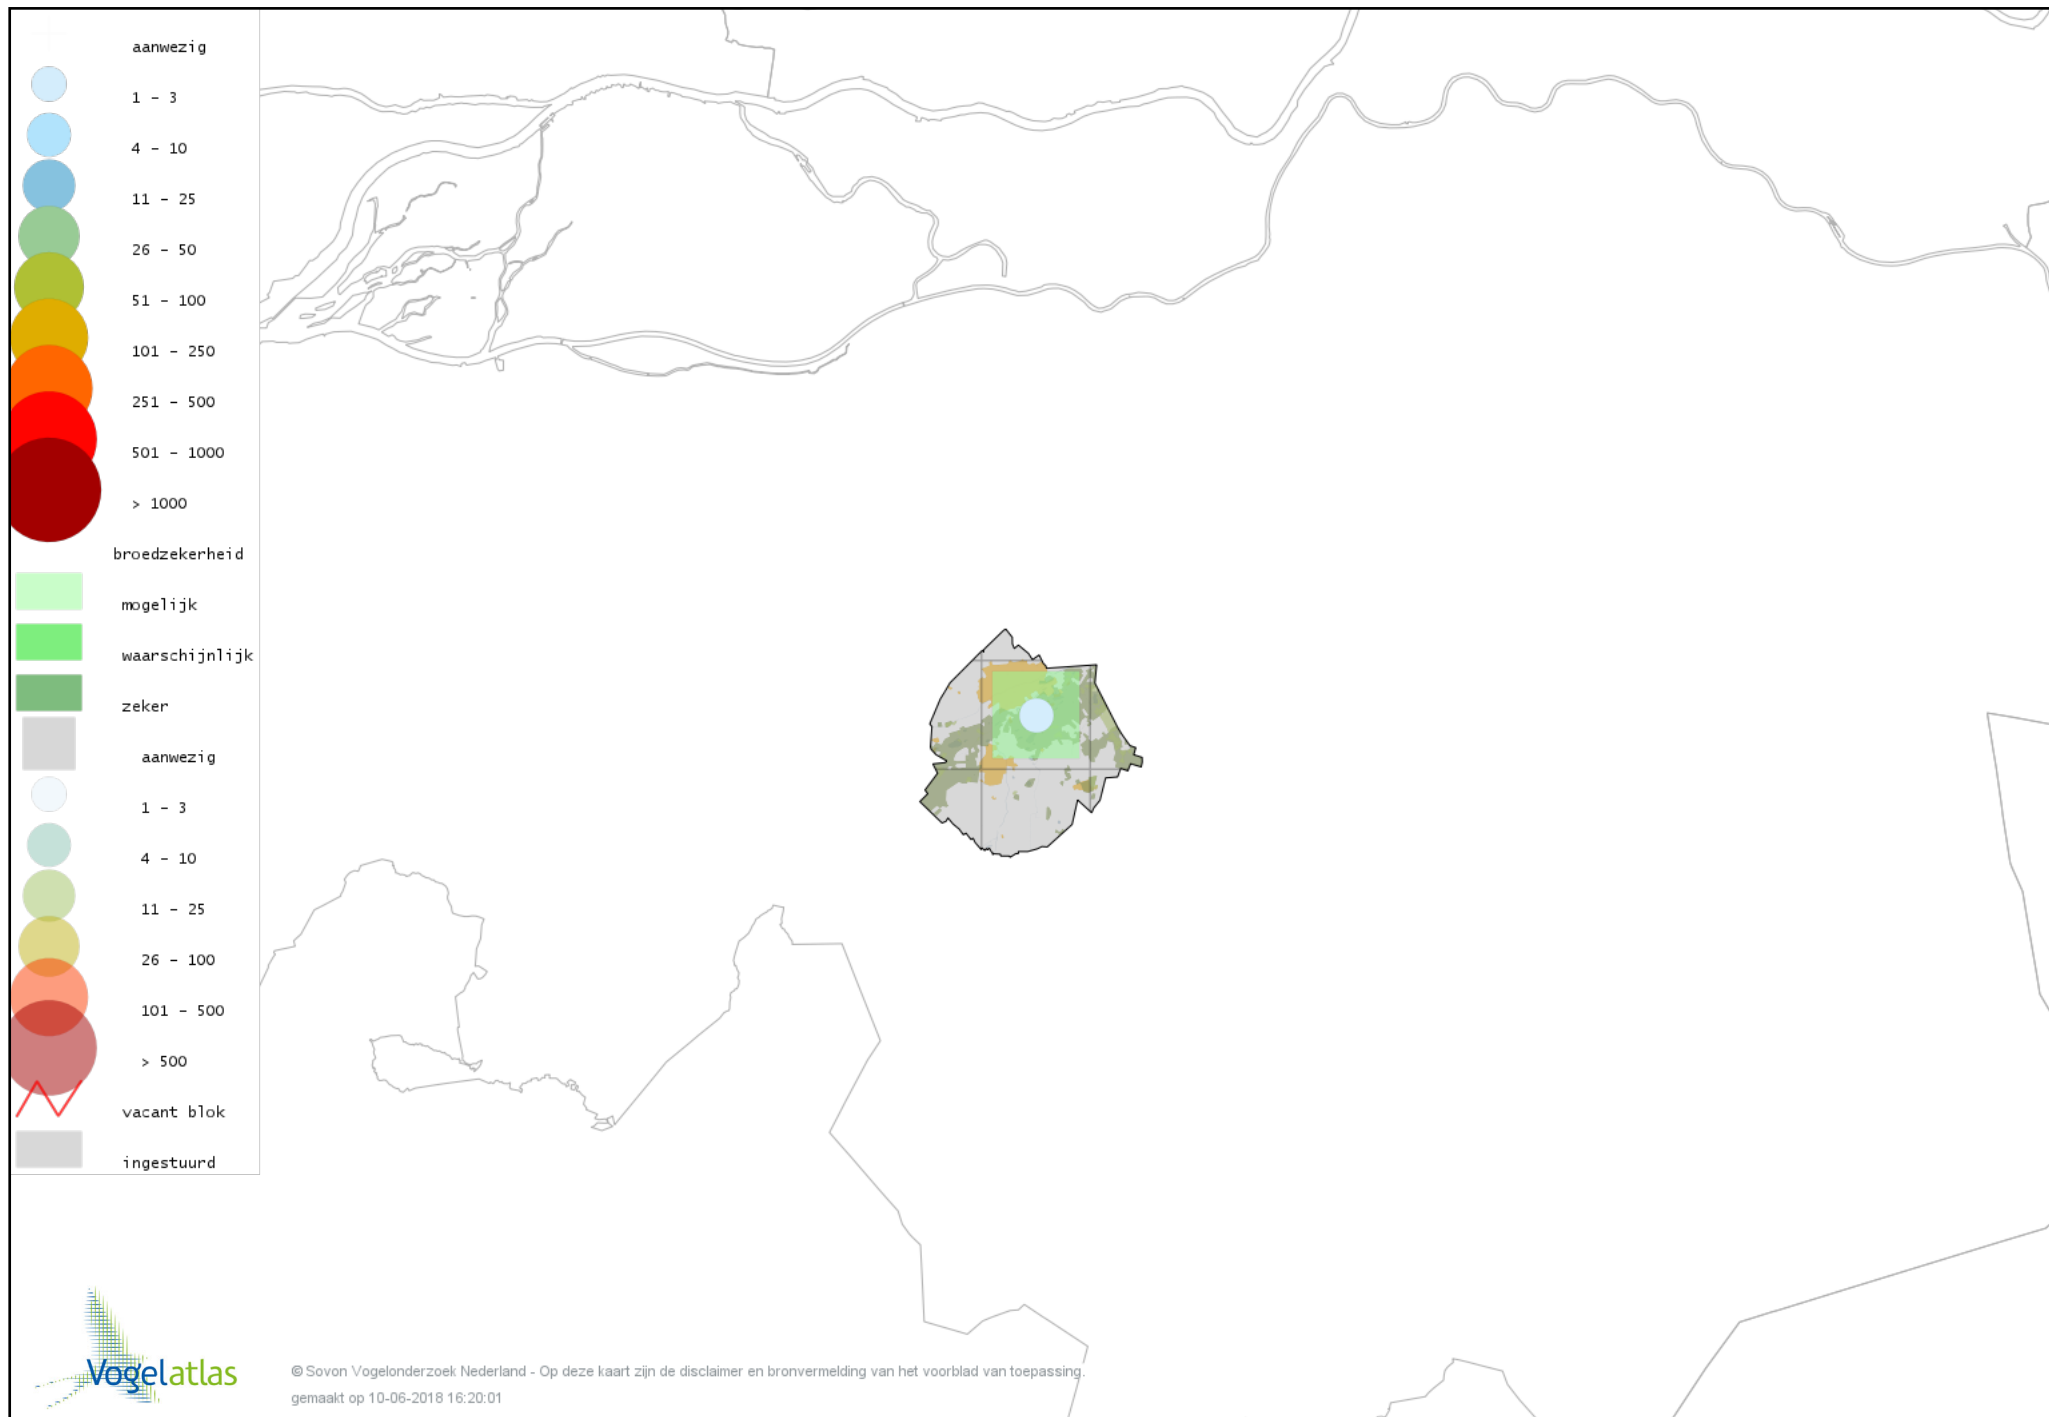 aanwezig
1 - 3
4 - 10
11 - 25
26 - 50
51 - 100
101 - 250
251 - 500
501 - 1000
> 1000
broedzekerheid
mogelijk
waarschijnlijk
zeker
aanwezig
1 - 3
4 - 10
11 - 25
26 - 100
101 - 500
> 500
vacant blok
ingestuurd
Vogelatlas
© Sovon Vogelonderzoek Nederland - Op deze kaart zijn de disclaimer en bronvermelding van het voorblad van toepassing.
gemaakt op 10-06-2018 16:20:01